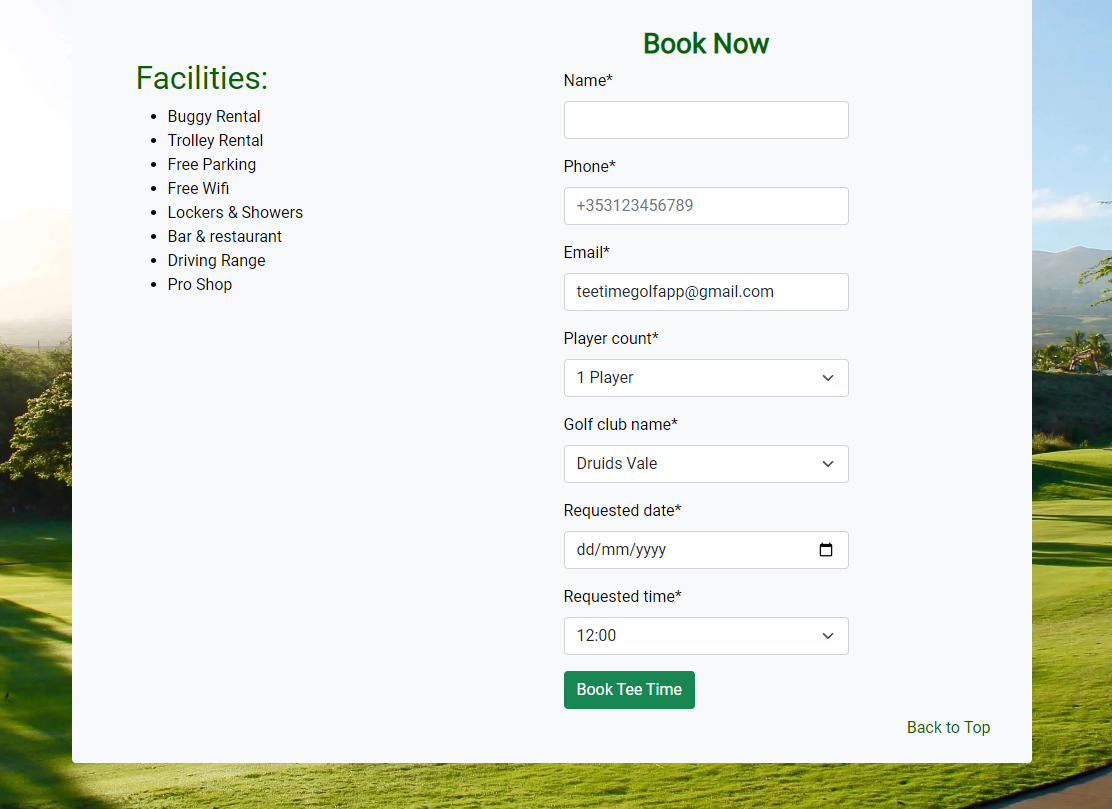 Facilities:
Buggy Rental
Trolley Rental
Free Parking
Free Wifi
Lockers & Showers
Bar & restaurant
Driving Range
Pro Shop
Book Now
Name*
Phone*
+353123456789
Email*
teetimegolfapp@gmail.com
Player count*
1 Player
Golf club name*
Druids Vale
Requested date*
dd/mm/yyyy
Requested time*
12:00
Book Tee Time
Back to Top